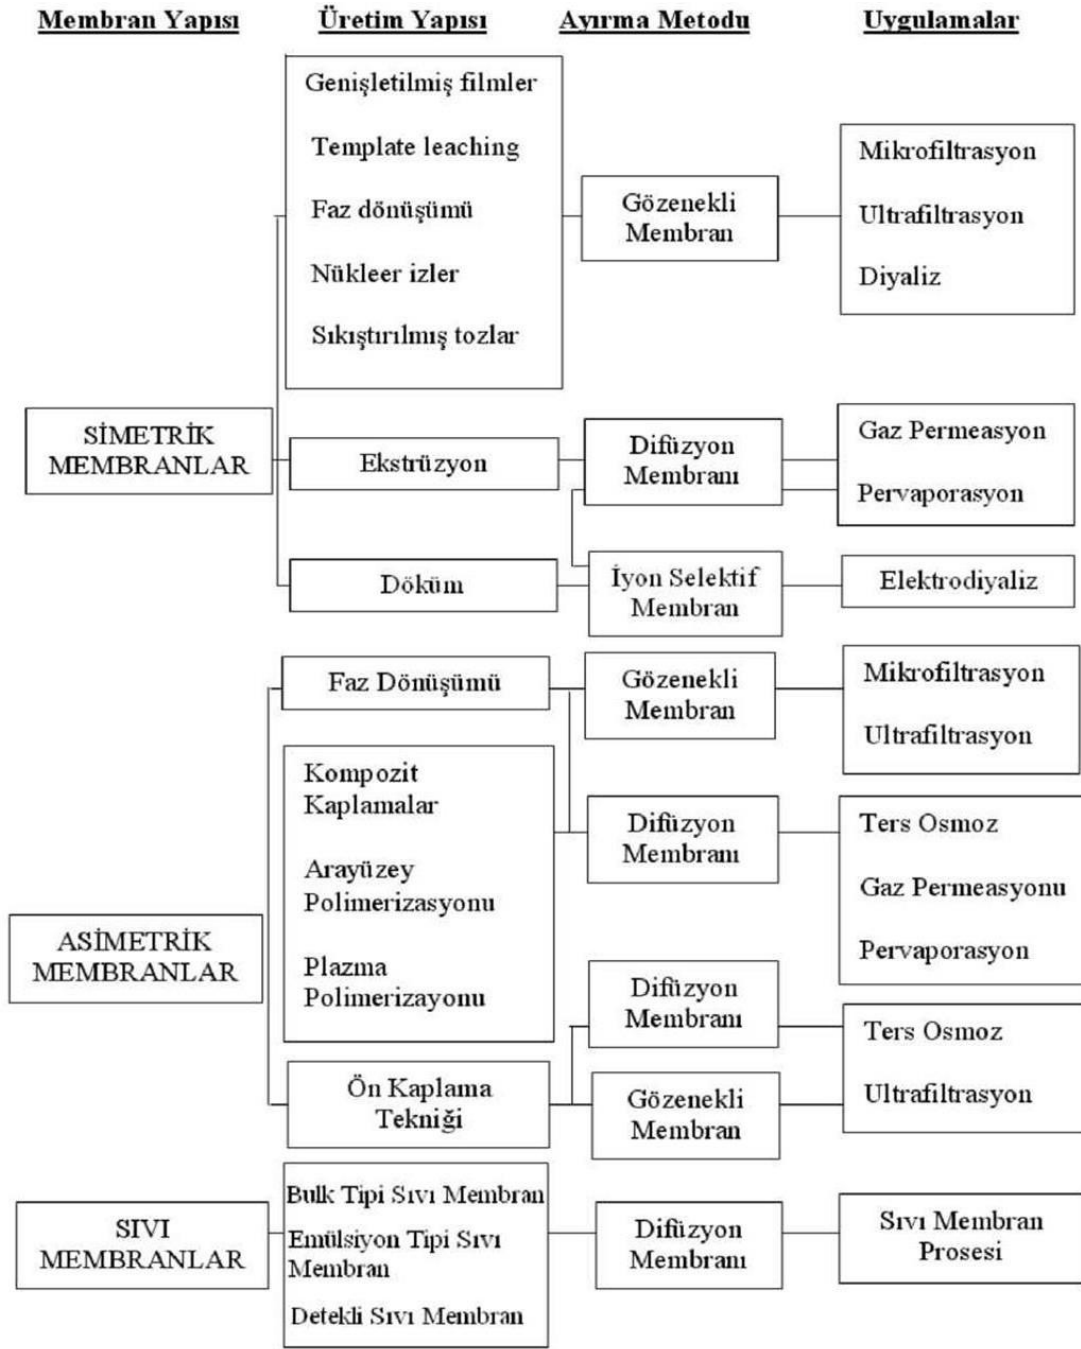 Membran Yapısı
Üretim Yapısı
Ayırma Metodu
Uygulamalar
SİMETRİK
MEMBRANLAR
Genişletilmiş filmler
Template leaching
Faz dönüşümü
Nükleer izler
Sıkıştırılmış tozlar
Gözenekli
Membran
Mikrofiltrasyon
Ultrafiltrasyon
Diyaliz
Ekstrüzyon
Difüzyon
Membranı
Gaz Permeasyon
Pervaporasyon
Döküm
İyon Selektif
Membran
Elektrodiyaliz
ASİMETRİK
MEMBRANLAR
Faz Dönüşümü
Gözenekli
Membran
Mikrofiltrasyon
Ultrafiltrasyon
Kompozit
Kaplamalar
Arayüzey
Polimerizasyonu
Plazma
Polimerizayonu
Difüzyon
Membranı
Ters Osmoz
Gaz Permeasyonu
Pervaporasyon
Ön Kaplama
Tekniği
Difüzyon
Membranı
Gözenekli
Membran
Ters Osmoz
Ultrafiltrasyon
SIVI
MEMBRANLAR
Bulk Tipi Sıvı Membran
Emülsiyon Tipi Sıvı
Membran
Detekli Sıvı Membran
Difüzyon
Membranı
Sıvı Membran
Prosesi